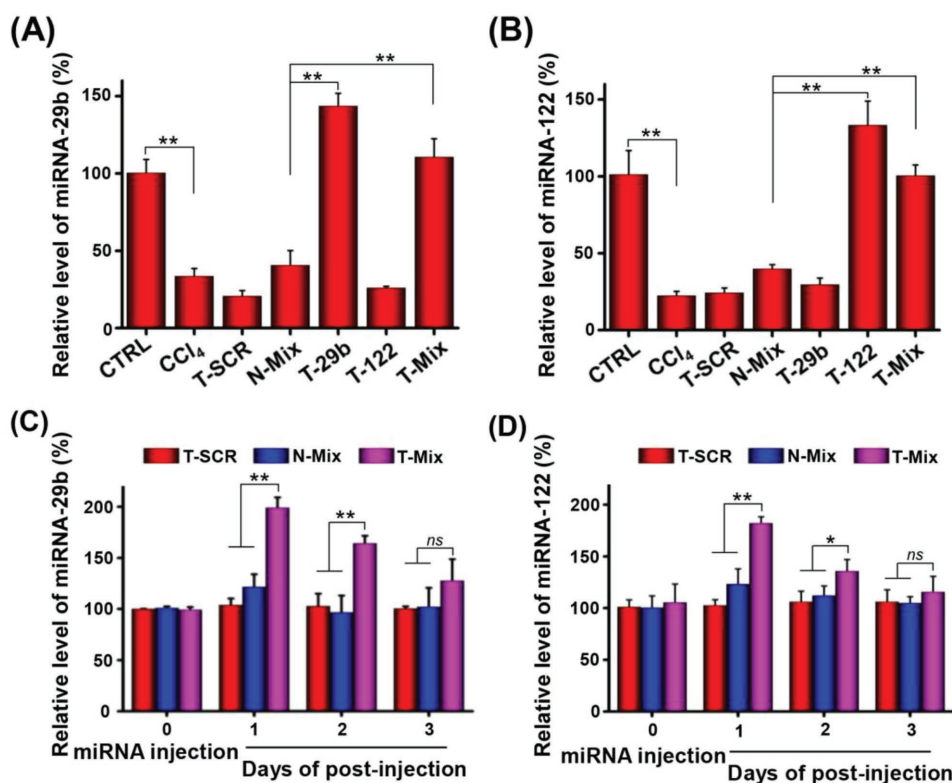 (A)
Relative level of miRNA-29b (%)
150
100
50
0
**
**
**
CTRL
CCl₄
T-SCR
N-Mix
T-29b
T-122
T-Mix
(B)
Relative level of miRNA-122 (%)
150
100
50
0
**
**
**
CTRL
CCl₄
T-SCR
N-Mix
T-29b
T-122
T-Mix
(C)
T-SCR N-Mix T-Mix
Relative level of miRNA-29b (%)
200
150
100
50
0
**
**
ns
0 1 2 3
miRNA injection
Days of post-injection
(D)
T-SCR N-Mix T-Mix
Relative level of miRNA-122 (%)
200
150
100
50
0
**
*
ns
0 1 2 3
miRNA injection
Days of post-injection